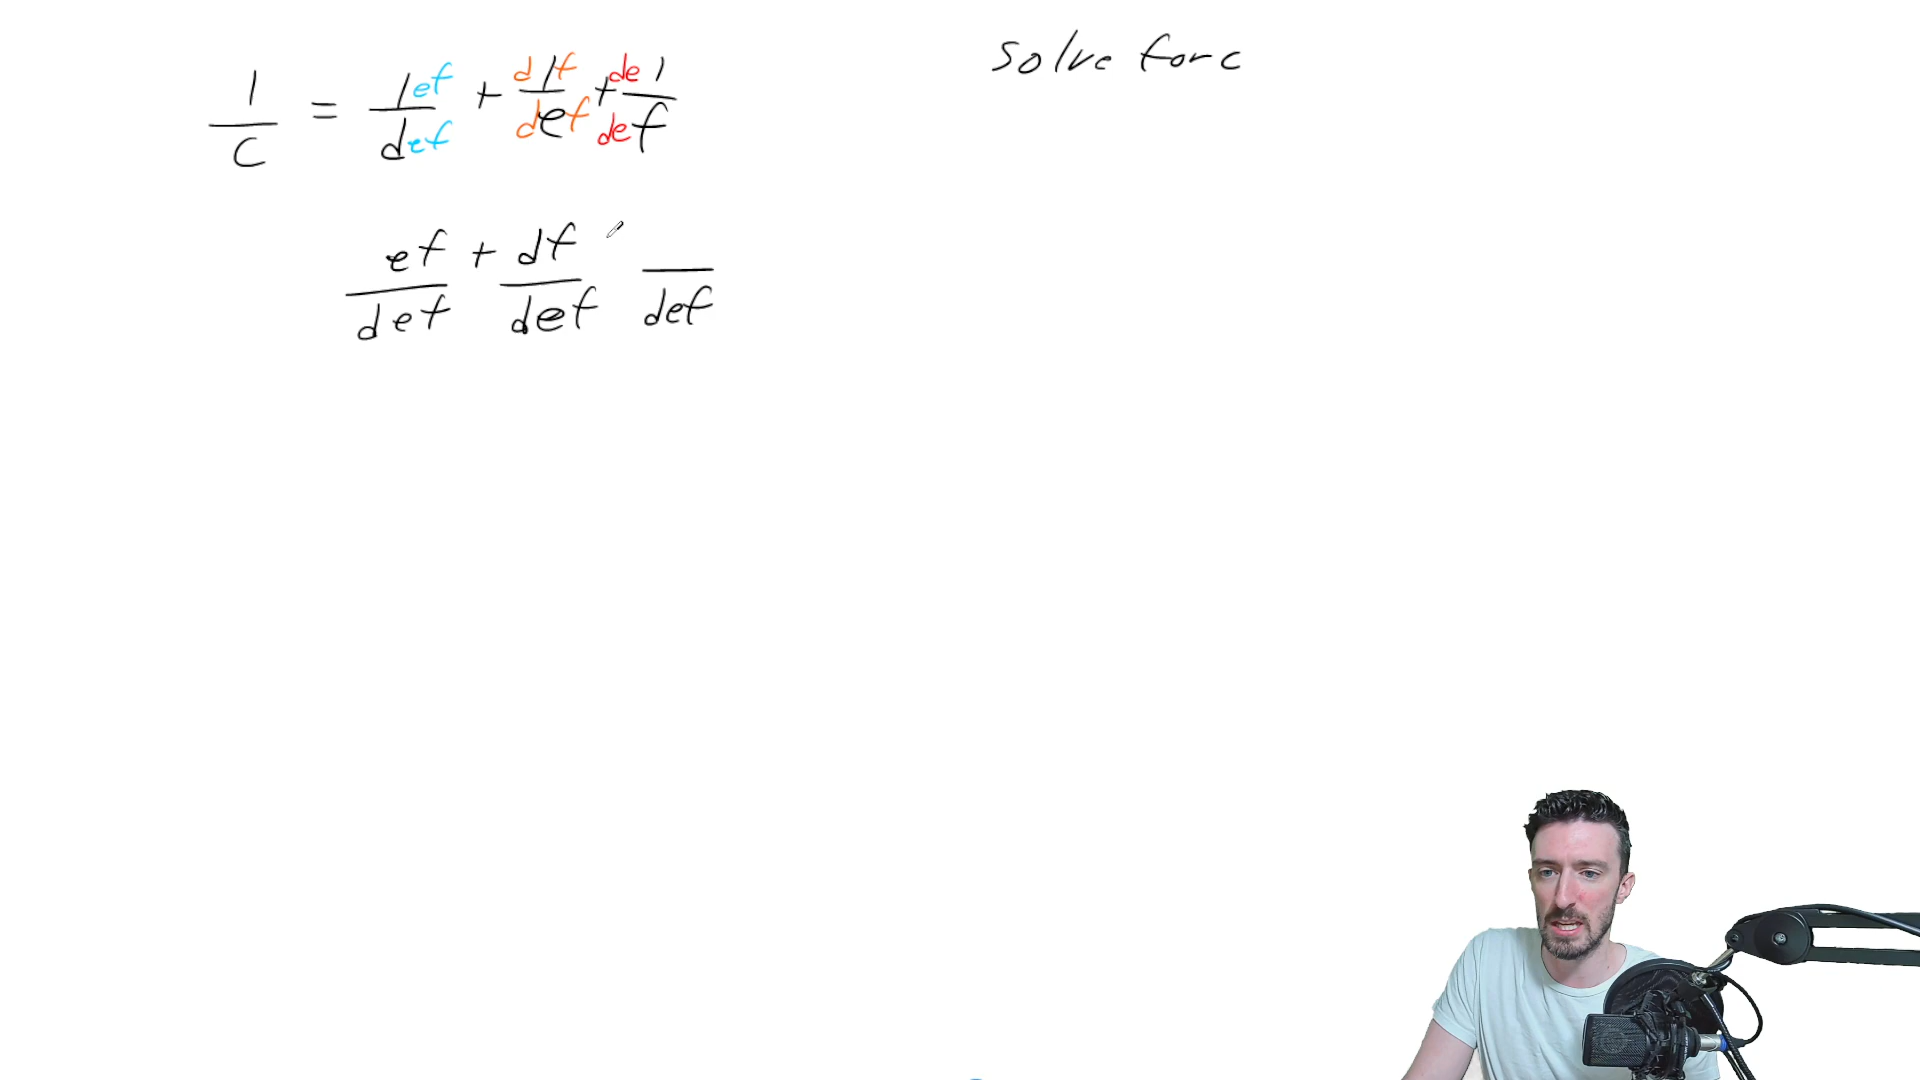 solve for c
1/c = 1ef/def + d1f/def + de1/def
ef/def + df/def /def